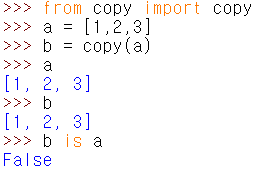 >>> from copy import copy
>>> a = [1,2,3]
>>> b = copy(a)
>>> a
[1, 2, 3]
>>> b
[1, 2, 3]
>>> b is a
False